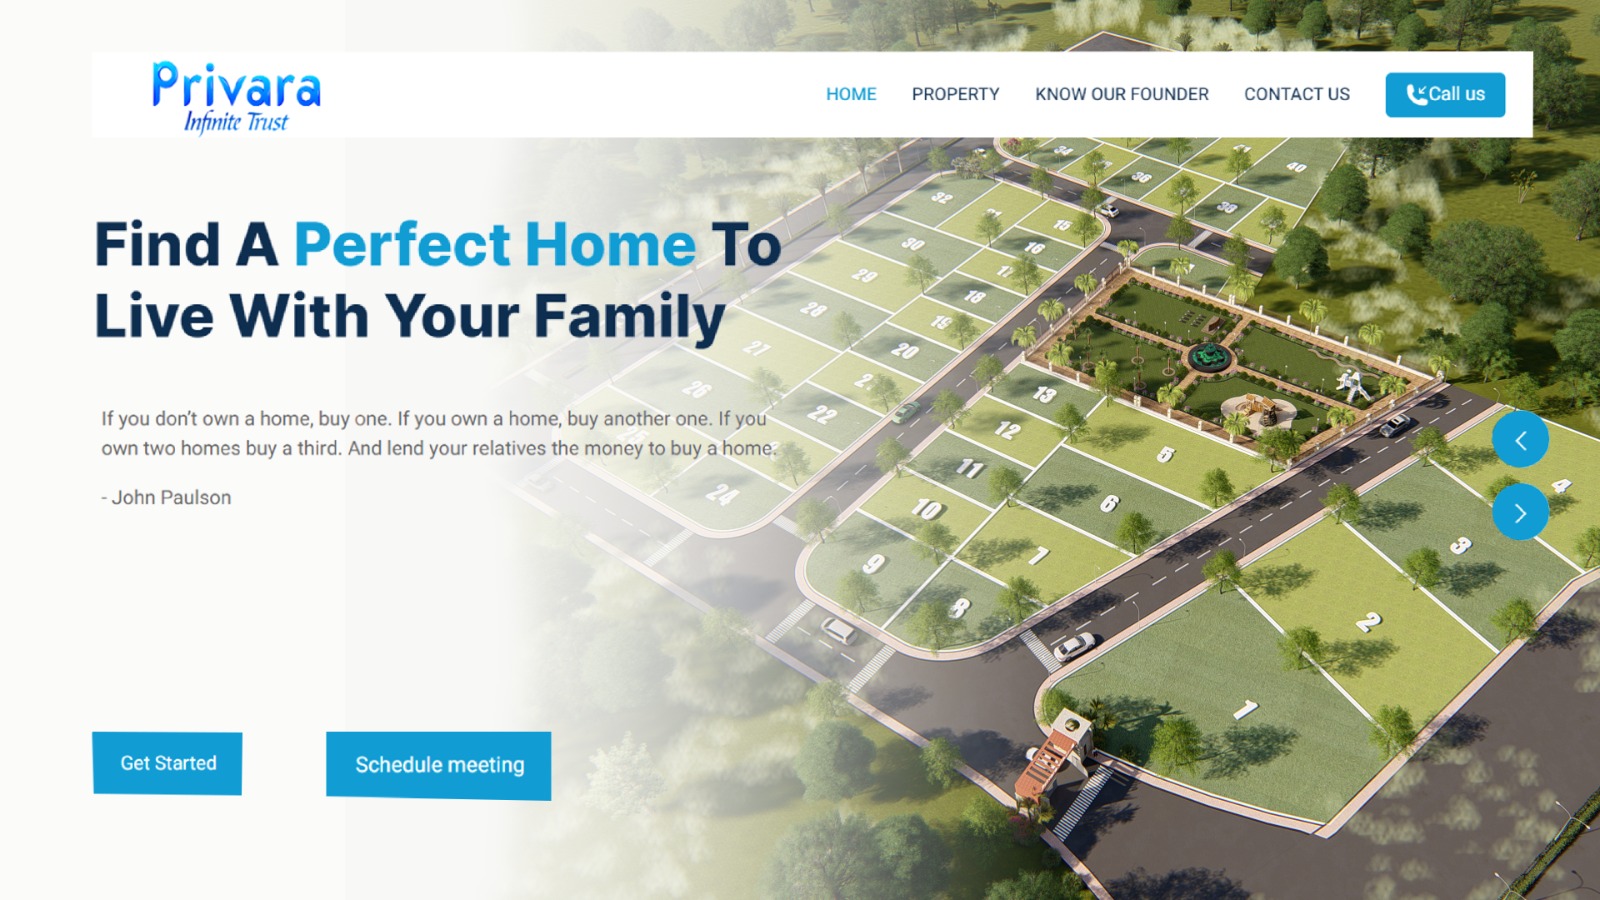 Privara
Infinite Trust
HOME
PROPERTY
KNOW OUR FOUNDER
CONTACT US
Call us
Find A Perfect Home To
Live With Your Family
If you don't own a home, buy one. If you own a home, buy another one. If you
own two homes buy a third. And lend your relatives the money to buy a home.
- John Paulson
Get Started
Schedule meeting
34
36
40
38
32
15
30
16
29
18
28
19
27
20
26
22
13
12
5
24
11
10
6
4
9
7
3
8
2
1